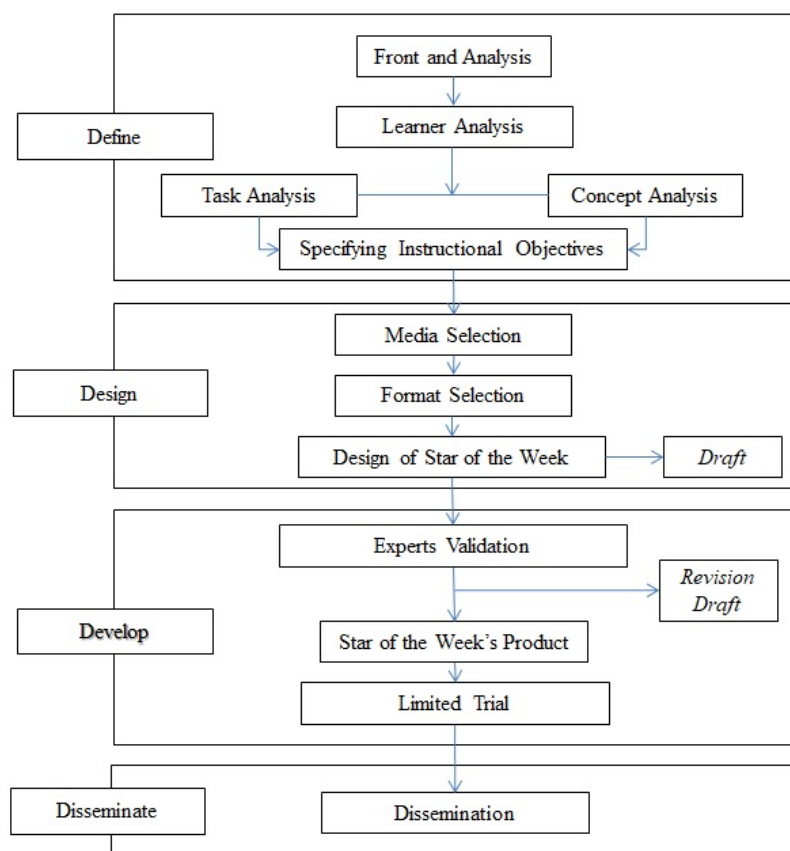 Front and Analysis
Learner Analysis
Define
Task Analysis
Concept Analysis
Specifying Instructional Objectives
Media Selection
Design
Format Selection
Design of Star of the Week
Draft
Experts Validation
Revision
Draft
Develop
Star of the Week's Product
Limited Trial
Disseminate
Dissemination